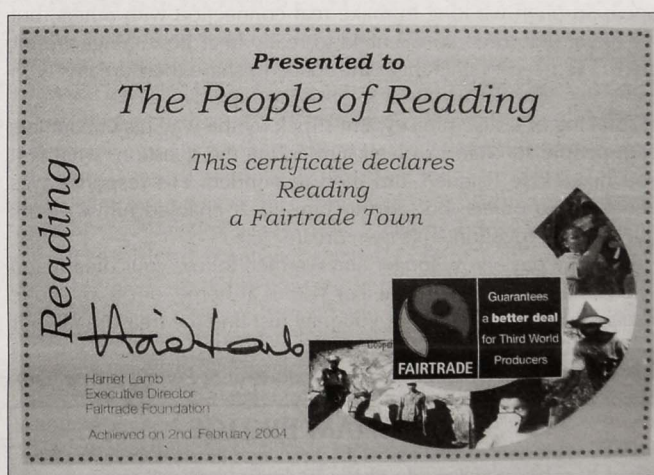 Presented to
The People of Reading
This certificate declares
Reading
a Fairtrade Town
Reading
Harriet Lamb
Executive Director
Fairtrade Foundation
Achieved on 2nd February 2004
FAIRTRADE
Guarantees
a better deal
for Third World
Producers